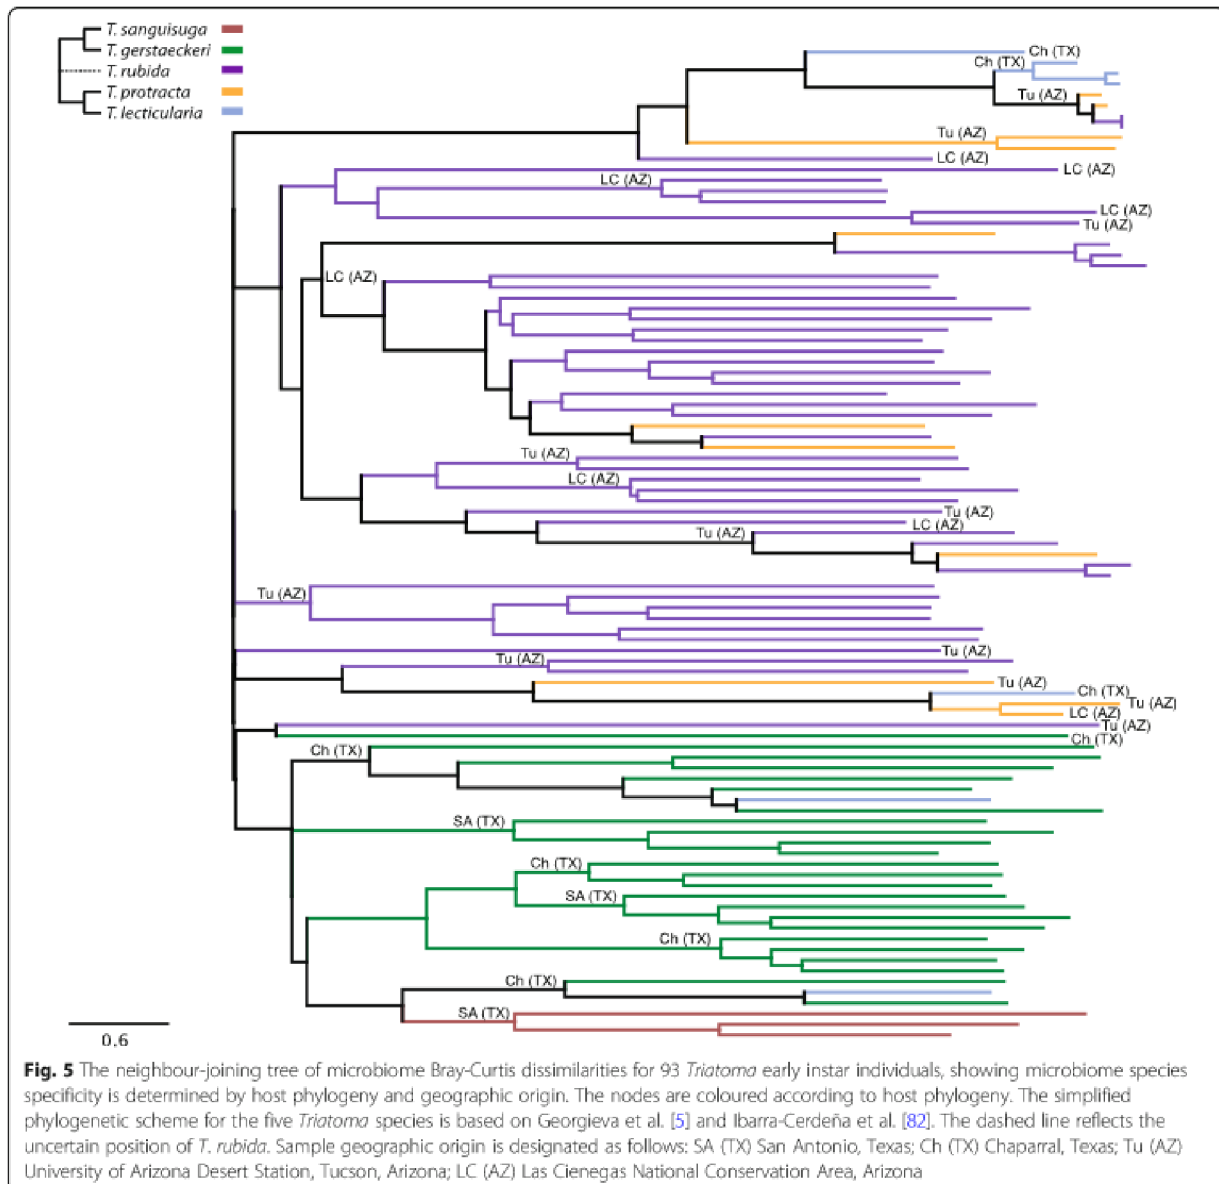 T. sanguisuga
T. gerstaeckeri
T. rubida
T. protracta
T. lecticularia
Ch (TX)
Ch (TX)
Tu (AZ)
Tu (AZ)
LC (AZ)
LC (AZ)
LC (AZ)
LC (AZ)
Tu (AZ)
LC (AZ)
Tu (AZ)
LC (AZ)
Tu (AZ)
LC (AZ)
Tu (AZ)
Tu (AZ)
Tu (AZ)
Tu (AZ)
Tu (AZ)
Ch (TX)
Tu (AZ)
LC (AZ)
Tu (AZ)
Ch (TX)
Ch (TX)
SA (TX)
Ch (TX)
SA (TX)
Ch (TX)
Ch (TX)
SA (TX)
0.6
Fig. 5 The neighbour-joining tree of microbiome Bray-Curtis dissimilarities for 93 Triatoma early instar individuals, showing microbiome species
specificity is determined by host phylogeny and geographic origin. The nodes are coloured according to host phylogeny. The simplified
phylogenetic scheme for the five Triatoma species is based on Georgieva et al. [5] and Ibarra-Cerdeña et al. [82]. The dashed line reflects the
uncertain position of T. rubida. Sample geographic origin is designated as follows: SA (TX) San Antonio, Texas; Ch (TX) Chaparral, Texas; Tu (AZ)
University of Arizona Desert Station, Tucson, Arizona; LC (AZ) Las Cienegas National Conservation Area, Arizona